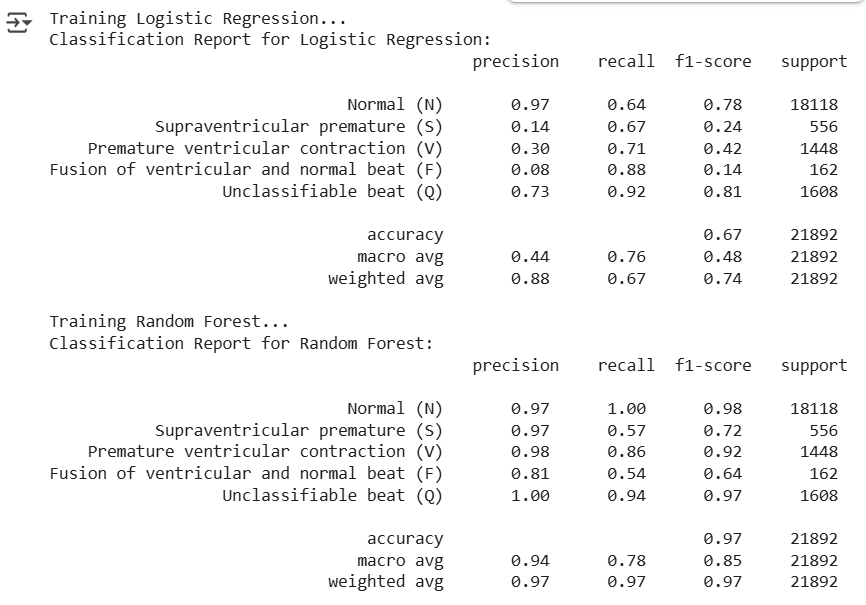 Training Logistic Regression...
Classification Report for Logistic Regression:
precision recall f1-score support
Normal (N) 0.97 0.64 0.78 18118
Supraventricular premature (S) 0.14 0.67 0.24 556
Premature ventricular contraction (V) 0.30 0.71 0.42 1448
Fusion of ventricular and normal beat (F) 0.08 0.88 0.14 162
Unclassifiable beat (Q) 0.73 0.92 0.81 1608
accuracy 0.67 21892
macro avg 0.44 0.76 0.48 21892
weighted avg 0.88 0.67 0.74 21892
Training Random Forest...
Classification Report for Random Forest:
precision recall f1-score support
Normal (N) 0.97 1.00 0.98 18118
Supraventricular premature (S) 0.97 0.57 0.72 556
Premature ventricular contraction (V) 0.98 0.86 0.92 1448
Fusion of ventricular and normal beat (F) 0.81 0.54 0.64 162
Unclassifiable beat (Q) 1.00 0.94 0.97 1608
accuracy 0.97 21892
macro avg 0.94 0.78 0.85 21892
weighted avg 0.97 0.97 0.97 21892